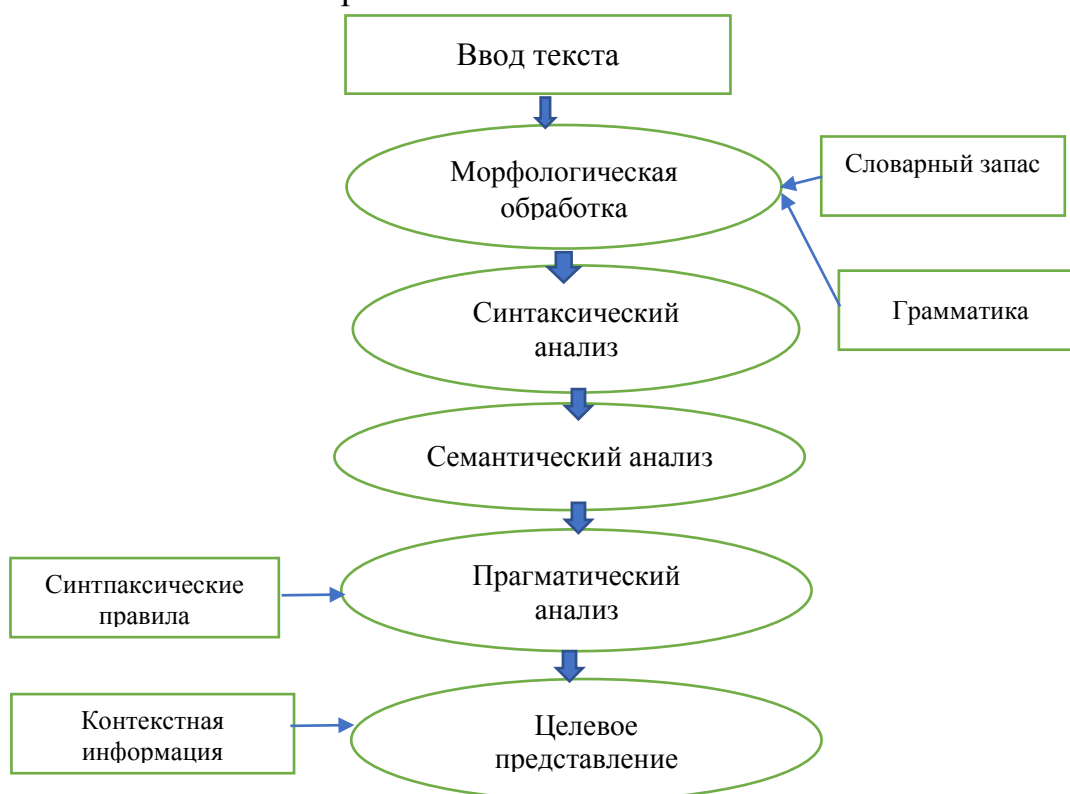 Ввод текста
Морфологическая
обработка
Словарный запас
Грамматика
Синтаксический
анализ
Семантический анализ
Прагматический
анализ
Синтпаксические
правила
Целевое
представление
Контекстная
информация